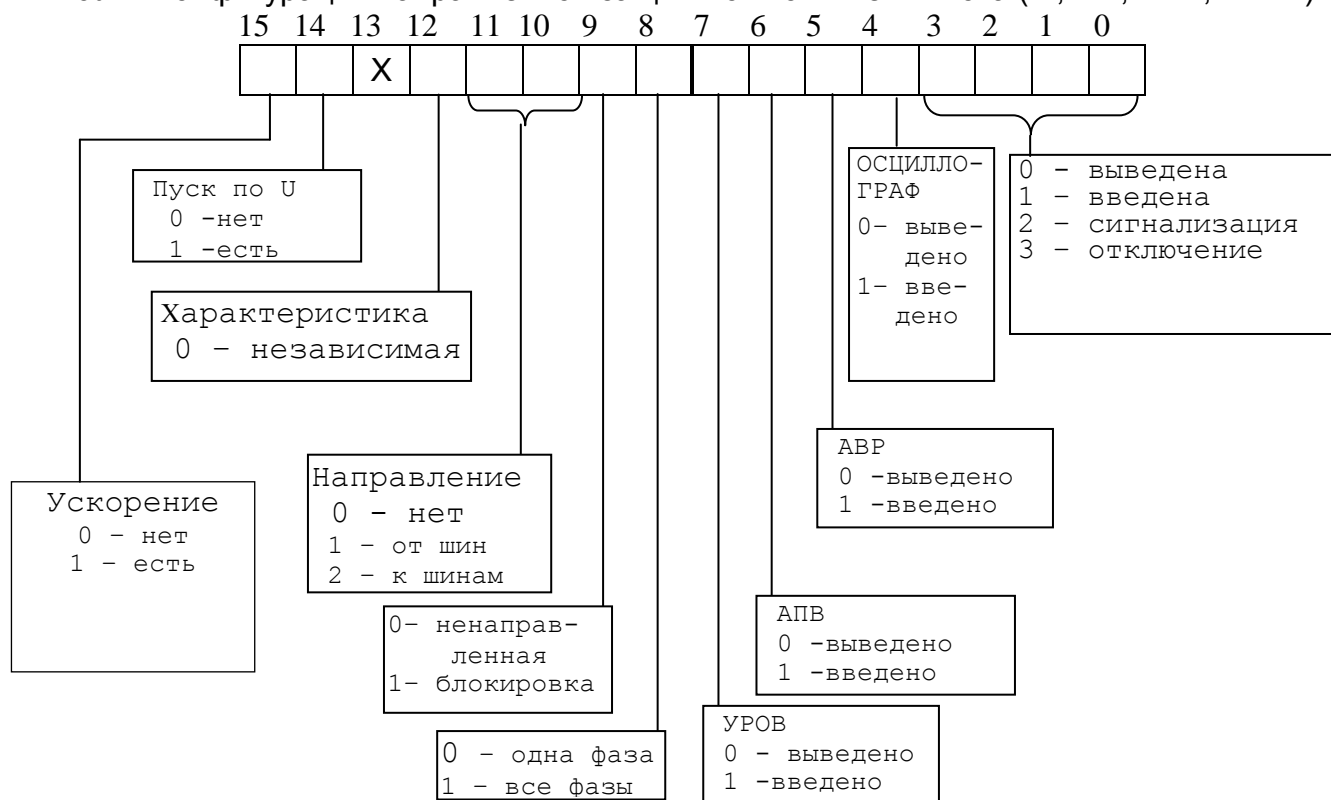 15 14 13 12 11 10 9 8 7 6 5 4 3 2 1 0
X
Пуск по U
0 -нет
1 -есть
ОСЦИЛЛО-
ГРАФ
0- выве-
дено
1- вве-
дено
0 - выведена
1 - введена
2 - сигнализация
3 - отключение
Характеристика
0 - независимая
Ускорение
0 - нет
1 - есть
Направление
0 - нет
1 - от шин
2 - к шинам
АВР
0 -выведено
1 -введено
0- ненаправ-
ленная
1- блокировка
АПВ
0 -выведено
1 -введено
0 - одна фаза
1 - все фазы
УРОВ
0 - выведено
1 -введено